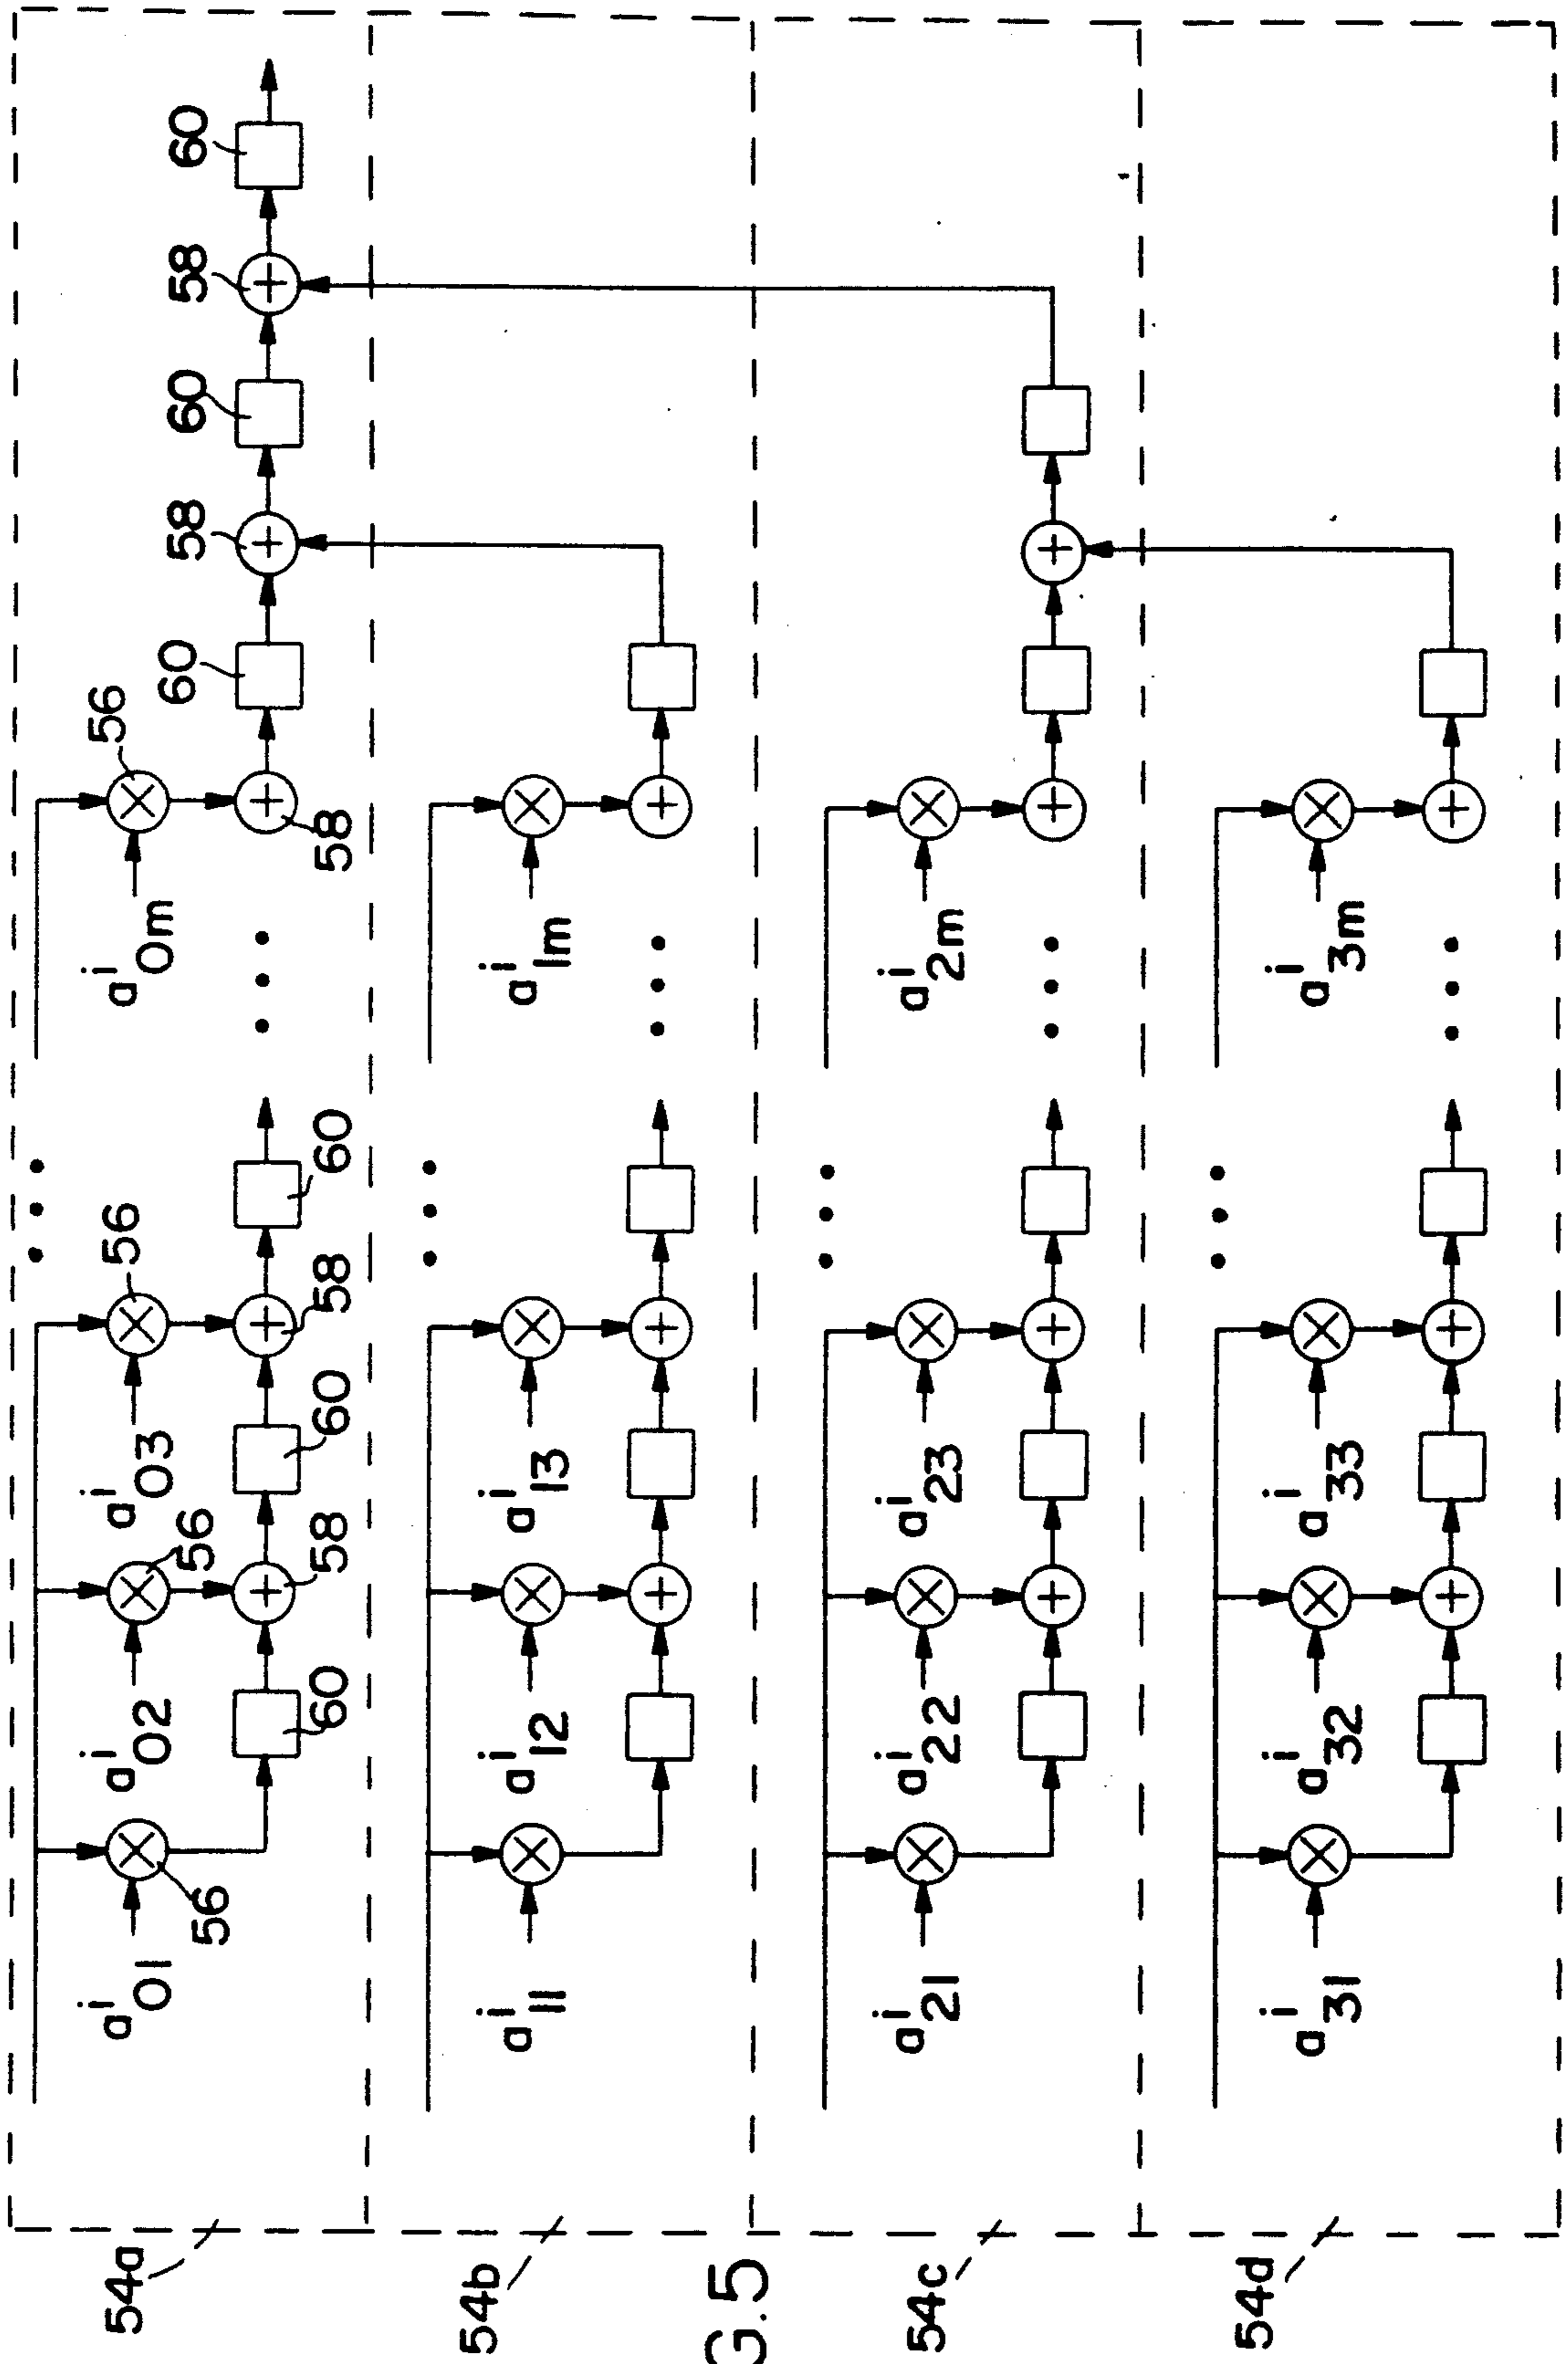 54a
a^i_01
56
a^i_02
56
a^i_03
56
a^i_0m
56
60
58
60
58
60
58
60
58
60
58
60
54b
a^i_11
a^i_12
a^i_13
a^i_1m
G.5
54c
a^i_21
a^i_22
a^i_23
a^i_2m
54d
a^i_31
a^i_32
a^i_33
a^i_3m